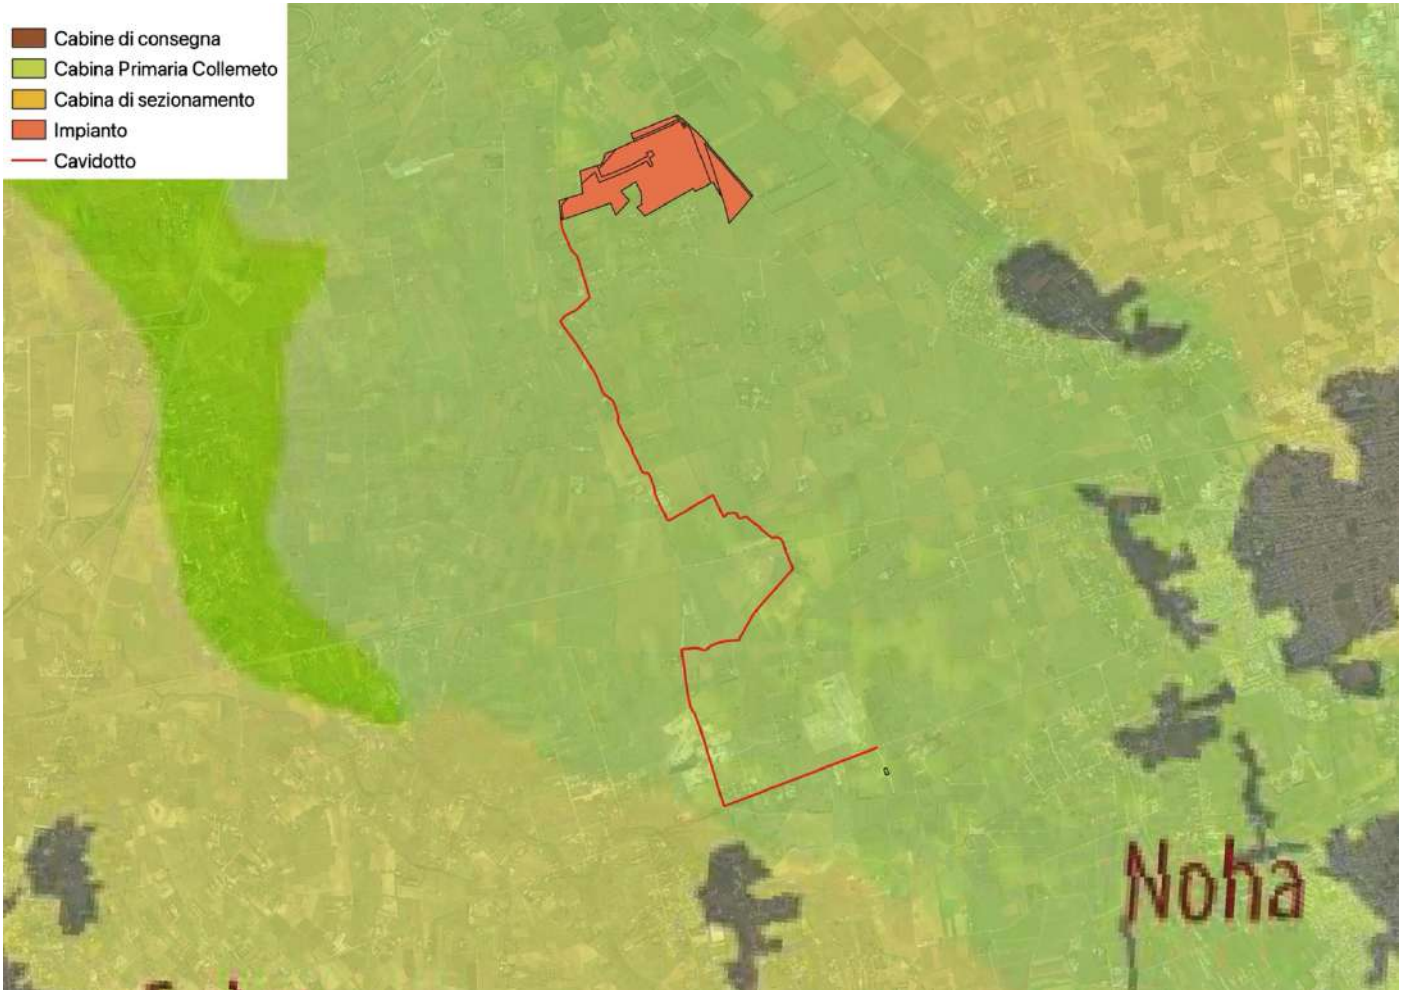 Cabine di consegna
Cabina Primaria Collemeto
Cabina di sezionamento
Impianto
Cavidotto
Noha